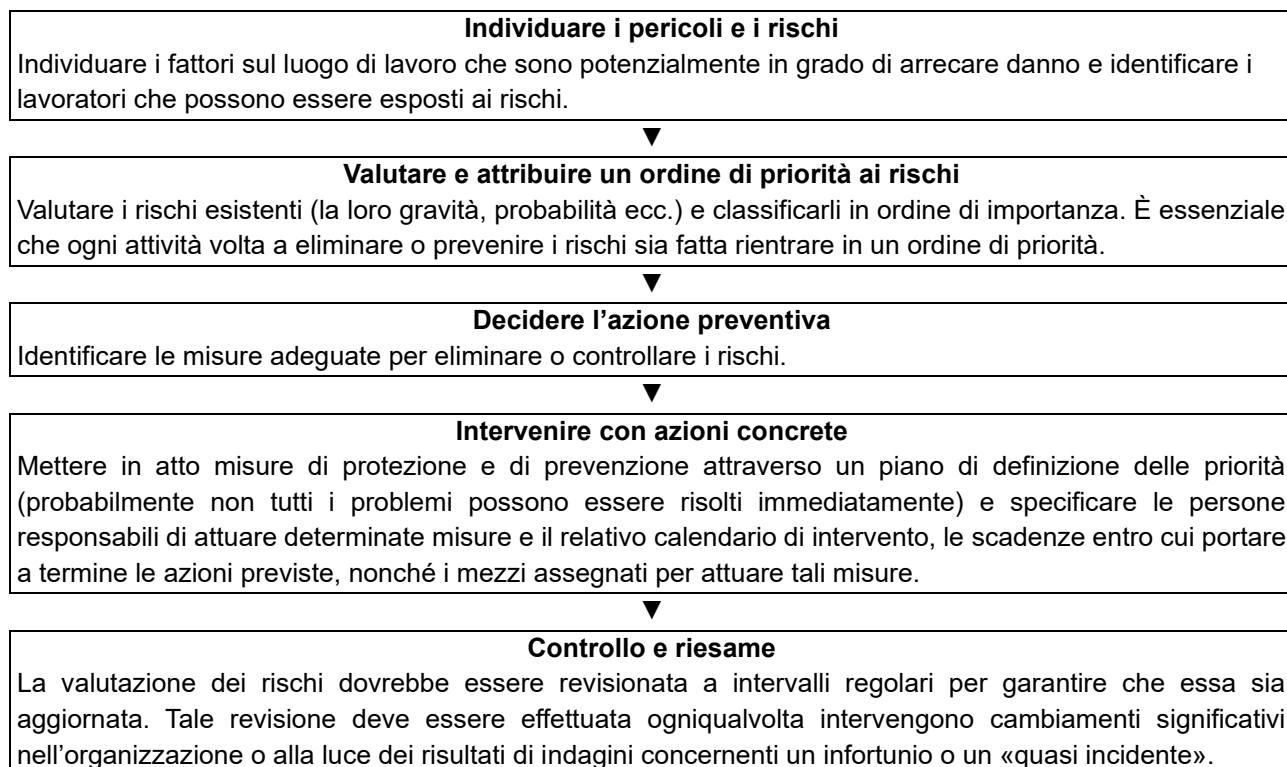 Individuare i pericoli e i rischi
Individuare i fattori sul luogo di lavoro che sono potenzialmente in grado di arrecare danno e identificare i
lavoratori che possono essere esposti ai rischi.
▼
Valutare e attribuire un ordine di priorità ai rischi
Valutare i rischi esistenti (la loro gravità, probabilità ecc.) e classificarli in ordine di importanza. È essenziale
che ogni attività volta a eliminare o prevenire i rischi sia fatta rientrare in un ordine di priorità.
▼
Decidere l’azione preventiva
Identificare le misure adeguate per eliminare o controllare i rischi.
▼
Intervenire con azioni concrete
Mettere in atto misure di protezione e di prevenzione attraverso un piano di definizione delle priorità
(probabilmente non tutti i problemi possono essere risolti immediatamente) e specificare le persone
responsabili di attuare determinate misure e il relativo calendario di intervento, le scadenze entro cui portare
a termine le azioni previste, nonché i mezzi assegnati per attuare tali misure.
▼
Controllo e riesame
La valutazione dei rischi dovrebbe essere revisionata a intervalli regolari per garantire che essa sia
aggiornata. Tale revisione deve essere effettuata ogniqualvolta intervengono cambiamenti significativi
nell’organizzazione o alla luce dei risultati di indagini concernenti un infortunio o un «quasi incidente».